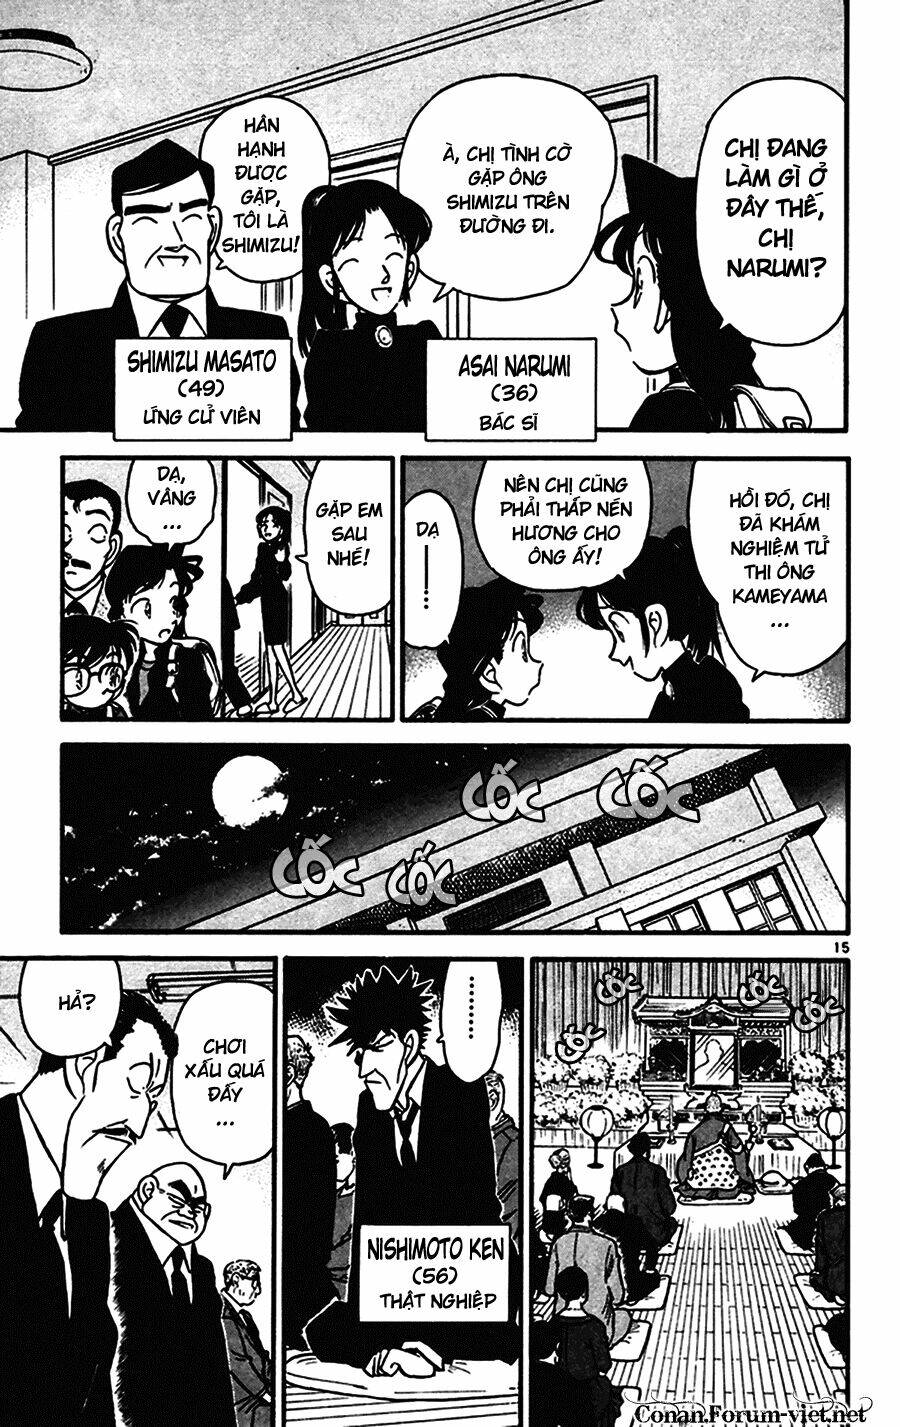 CHỊ ĐANG
LÀM GÌ Ở
ĐÂY THẾ,
CHỊ
NARUMI?
À, CHỊ TÌNH CỜ
GẶP ÔNG
SHIMIZU TRÊN
ĐƯỜNG ĐI.
HÂN
HẠNH
ĐƯỢC
GẶP,
TÔI LÀ
SHIMIZU!
ASAI NARUMI
(36)
BÁC SĨ
SHIMIZU MASATO
(49)
ỨNG CỬ VIÊN
HỒI ĐÓ, CHỊ
ĐÃ KHÁM
NGHIỆM TỬ
THI ÔNG
KAMEYAMA
...
NÊN CHỊ CŨNG
PHẢI THẮP NÉN
HƯƠNG CHO
ÔNG ẤY!
DẠ
......
GẶP EM
SAU
NHÉ!
DẠ,
VÂNG
...
CỐC
CỐC
CỐC
CỐC
15
CỐC
CỐC
CỐC
CỐC
........
NISHIMOTO KEN
(56)
THẤT NGHIỆP
CHƠI
XẤU QUÁ
ĐẤY
...
HẢ?
Conan.Forum-viet.net